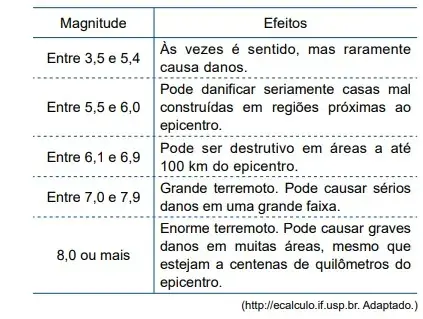 Magnitude Efeitos
Entre 3,5 e 5,4 Às vezes é sentido, mas raramente
causa danos.
Entre 5,5 e 6,0 Pode danificar seriamente casas mal
construídas em regiões próximas ao
epicentro.
Entre 6,1 e 6,9 Pode ser destrutivo em áreas a até
100 km do epicentro.
Entre 7,0 e 7,9 Grande terremoto. Pode causar sérios
danos em uma grande faixa.
8,0 ou mais Enorme terremoto. Pode causar graves
danos em muitas áreas, mesmo que
estejam a centenas de quilômetros do
epicentro.
(http://ecalculo.if.usp.br. Adaptado.)